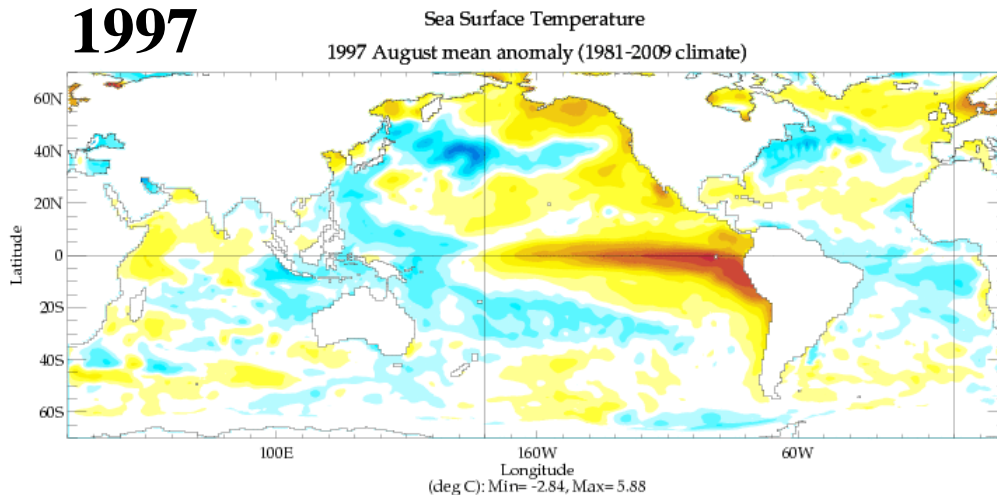 1997
Sea Surface Temperature
1997 August mean anomaly (1981-2009 climate)
60N
40N
20N
0
20S
40S
60S
Latitude
100E
160W
60W
Longitude
(deg C): Min= -2.84, Max= 5.88